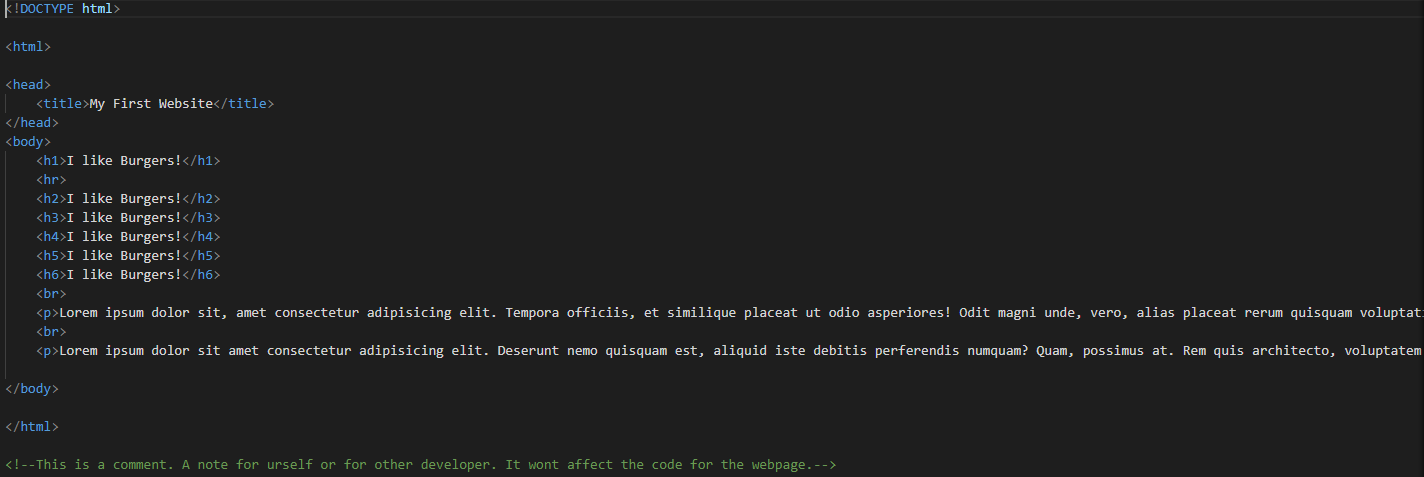 <!DOCTYPE html>
<html>
<head>
<title>My First Website</title>
</head>
<body>
<h1>I like Burgers!</h1>
<hr>
<h2>I like Burgers!</h2>
<h3>I like Burgers!</h3>
<h4>I like Burgers!</h4>
<h5>I like Burgers!</h5>
<h6>I like Burgers!</h6>
<br>
<p>Lorem ipsum dolor sit, amet consectetur adipisicing elit. Tempora officiis, et similique placeat ut odio asperiores! Odit magni unde, vero, alias placeat rerum quisquam voluptati
<br>
<p>Lorem ipsum dolor sit amet consectetur adipisicing elit. Deserunt nemo quisquam est, aliquid iste debitis perferendis numquam? Quam, possimus at. Rem quis architecto, voluptatem
</body>
</html>
<!--This is a comment. A note for urself or for other developer. It wont affect the code for the webpage.-->